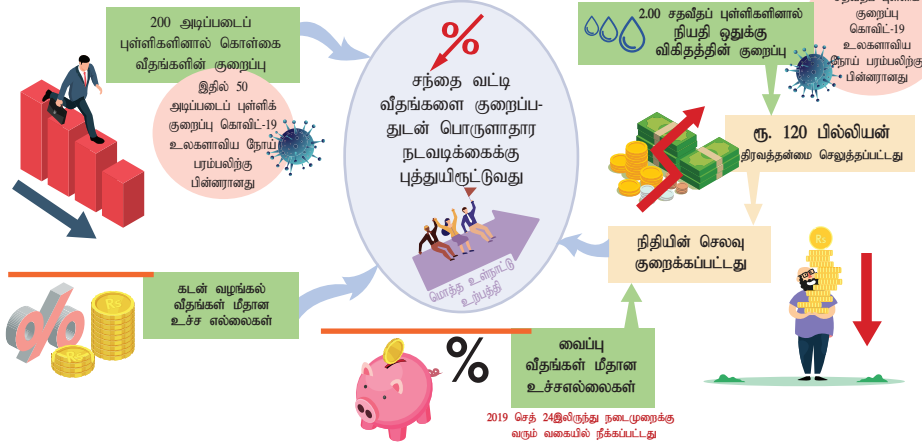 200 அடிப்படைப்
புள்ளிகளினால் கொள்கை
வீதங்களின் குறைப்பு
இதில் 50
அடிப்படைப் புள்ளிக்
குறைப்பு கொவிட்-19
உலகளாவிய நோய்
பரம்பலிற்கு
பின்னரானது
%
சந்தை வட்டி
வீதங்களை குறைப்ப-
துடன் பொருளாதார
நடவடிக்கைக்கு
புத்துயிரூட்டுவது
மொத்த உள்நாட்டு
உற்பத்தி
2.00 சதவீதப் புள்ளிகளினால்
நியதி ஒதுக்கு
விகிதத்தின் குறைப்பு
குறைப்பு
கொவிட்-19
உலகளாவிய
நோய் பரம்பலிற்கு
பின்னரானது
ரூ. 120 பில்லியன்
திரவத்தன்மை செலுத்தப்பட்டது
நிதியின் செலவு
குறைக்கப்பட்டது
Rs
%
Rs
Rs
கடன் வழங்கல்
வீதங்கள் மீதான
உச்ச எல்லைகள்
%
வைப்பு
வீதங்கள் மீதான
உச்சஎல்லைகள்
2019 செத் 24இலிருந்து நடைமுறைக்கு
வரும் வகையில் நீக்கப்பட்டது